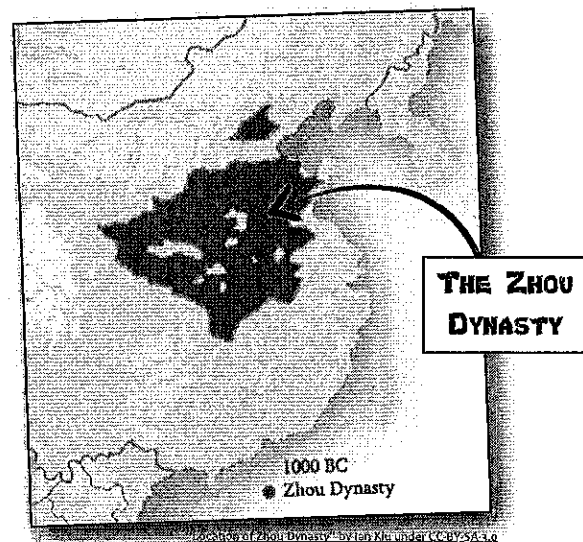 THE ZHOU
DYNASTY
1000 BC
Zhou Dynasty
"Location of Zhou Dynasty" by Ian Kiu under CC-BY-SA-3.0